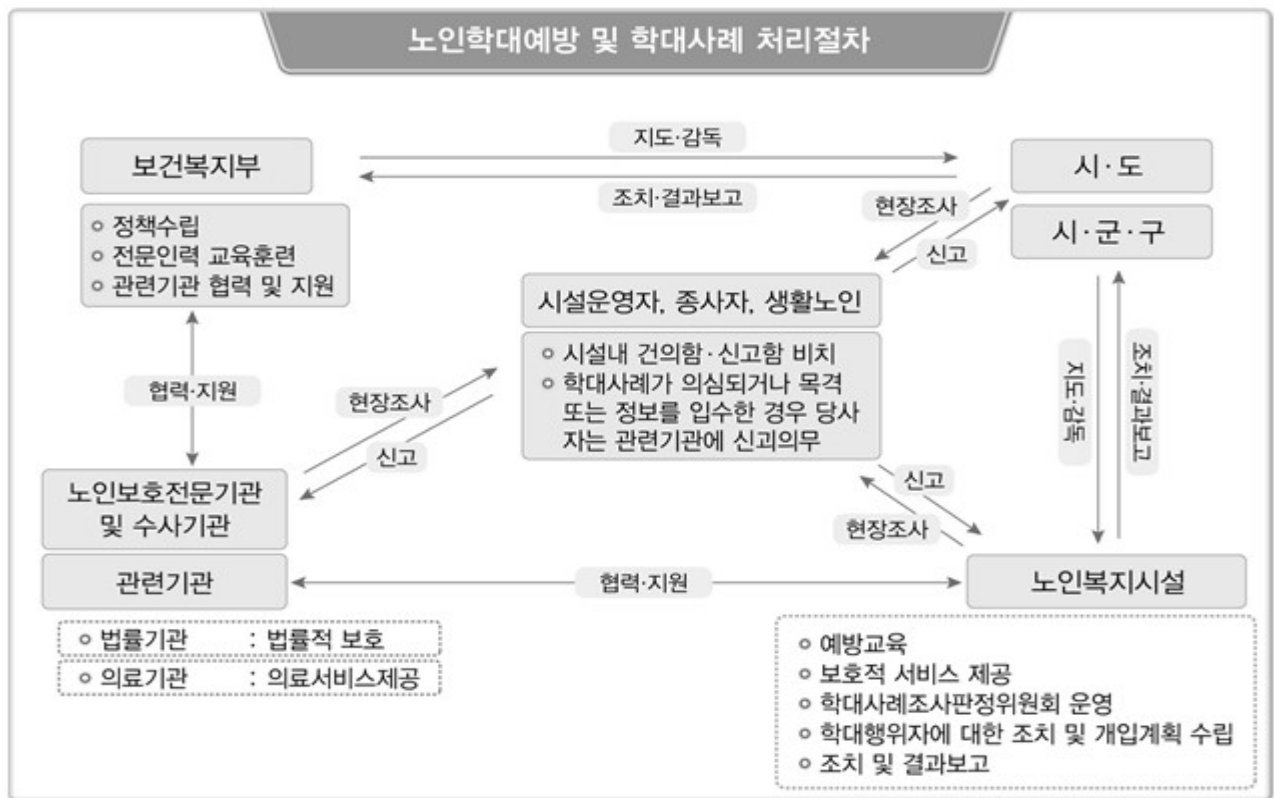 노인학대예방 및 학대사례 처리절차
지도·감독
보건복지부
시·도
조치·결과보고
현장조사
정책수립
전문인력 교육훈련
관련기관 협력 및 지원
시·군·구
신고
시설운영자, 종사자, 생활노인
시설내 건의함·신고함 비치
학대사례가 의심되거나 목격
또는 정보를 입수한 경우 당사
자는 관련기관에 신괴의무
협력·지원
현장조사
신고
지도·감독
조치·결과보고
노인보호전문기관
및 수사기관
신고
현장조사
관련기관
협력·지원
노인복지시설
법률기관 : 법률적 보호
의료기관 : 의료서비스제공
예방교육
보호적 서비스 제공
학대사례조사판정위원회 운영
학대행위자에 대한 조치 및 개입계획 수립
조치 및 결과보고